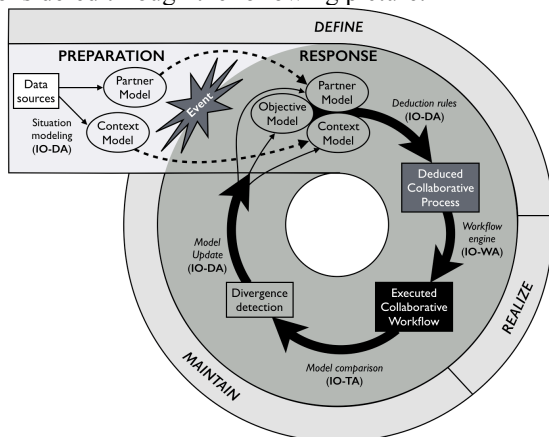 DEFINE
PREPARATION
RESPONSE
Data
sources
Partner
Model
Situation
modeling
(IO-DA)
Context
Model
Event
Partner
Model
Objective
Model
Context
Model
Deduction rules
(IO-DA)
Deduced
Collaborative
Process
Workflow
engine
(IO-WA)
Executed
Collaborative
Workflow
Model comparison
(IO-TA)
Divergence
detection
Model
Update
(IO-DA)
REALIZE
MAINTAIN